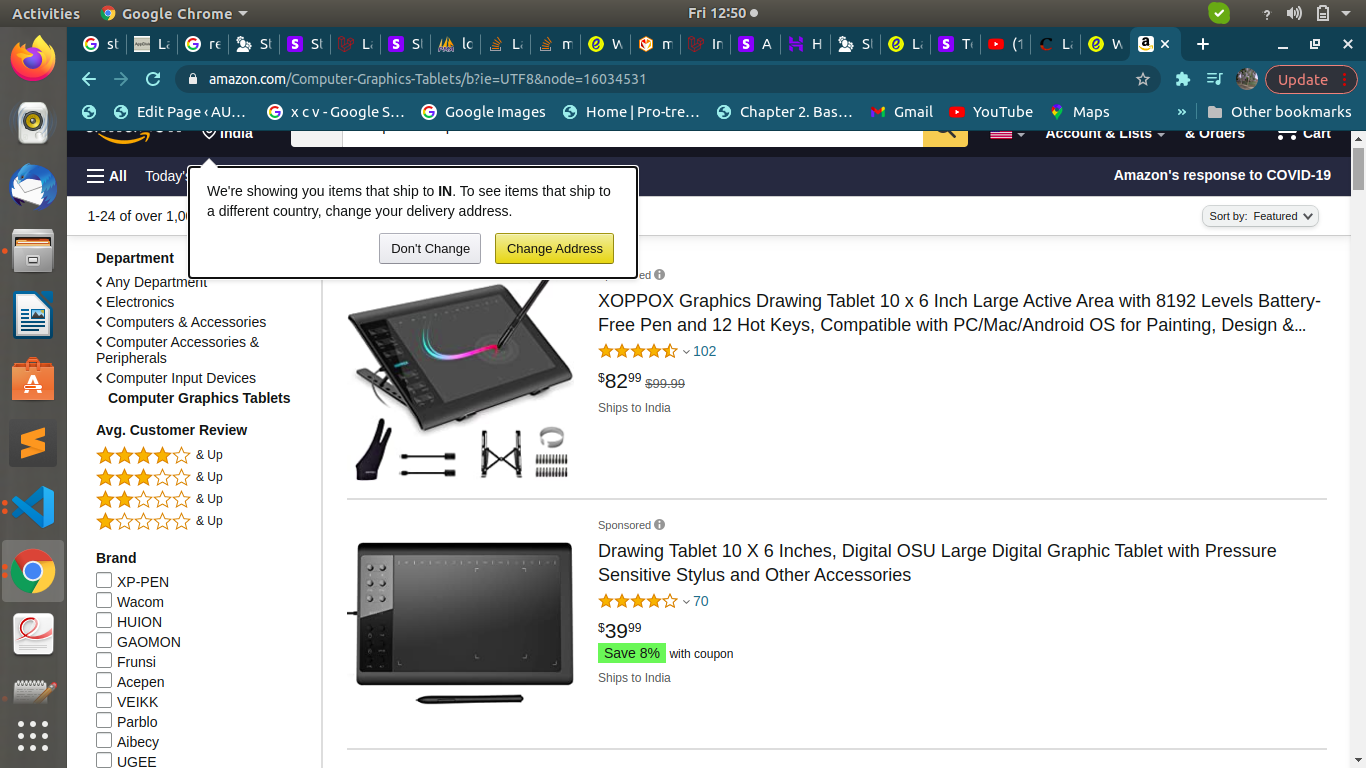 Activities
Google Chrome
Fri 12:50
st
La
re
St
St
La
St
lo
La
m
W
m
In
A
H
St
La
Te
(1
La
W
amazon.com/Computer-Graphics-Tablets/b?ie=UTF8&node=16034531
Update
Edit Page ‹ AU...
x c v - Google S...
Google Images
Home | Pro-tre...
Chapter 2. Bas...
Gmail
YouTube
Maps
»
Other bookmarks
India
Account & Lists
& Orders
Cart
All
Today's
Amazon's response to COVID-19
We're showing you items that ship to IN. To see items that ship to
a different country, change your delivery address.
Don't Change
Change Address
1-24 of over 1,00
Sort by: Featured
Department
Any Department
Electronics
Computers & Accessories
Computer Accessories &
Peripherals
Computer Input Devices
Computer Graphics Tablets
Avg. Customer Review
& Up
& Up
& Up
& Up
Brand
XP-PEN
Wacom
HUION
GAOMON
Frunsi
Acepen
VEIKK
Parblo
Aibecy
UGEE
XOPPOX Graphics Drawing Tablet 10 x 6 Inch Large Active Area with 8192 Levels Battery-
Free Pen and 12 Hot Keys, Compatible with PC/Mac/Android OS for Painting, Design &...
102
$82 99 $99.99
Ships to India
Sponsored
Drawing Tablet 10 X 6 Inches, Digital OSU Large Digital Graphic Tablet with Pressure
Sensitive Stylus and Other Accessories
70
$39 99
Save 8% with coupon
Ships to India